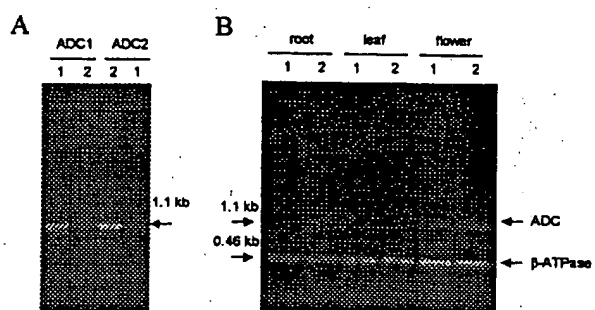 A
ADC1 ADC2
1 2 2 1
1.1 kb
B
root leaf flower
1 2 1 2 1 2
1.1 kb
ADC
0.46 kb
β-ATPase